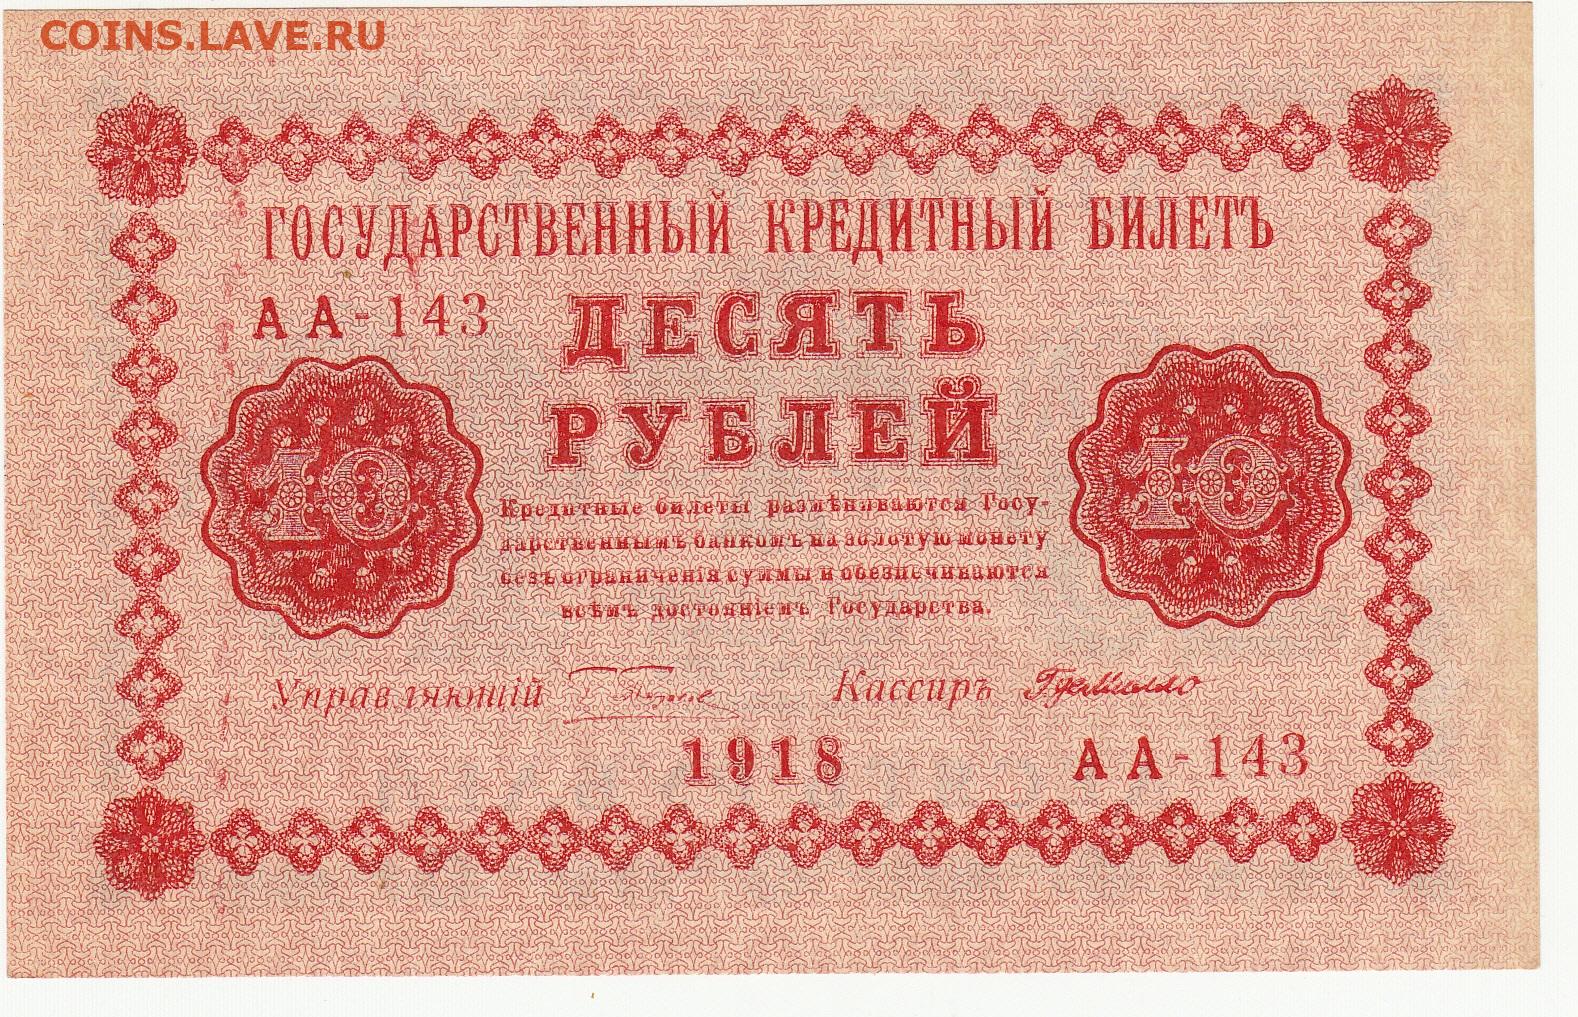 COINS.LAVE.RU
ГОСУДАРСТВЕННЫЙ КРЕДИТНЫЙ БИЛЕТЪ
АА-143
ДЕСЯТЬ
РУБЛЕЙ
10 10
Кредитные билеты размѣниваются Госу-
дарственнымъ банкомъ на золотую монету
безъ ограниченія суммы и обезпечиваются
всѣмъ достояніемъ Государства.
Управляющій Кассиръ
1918 АА-143